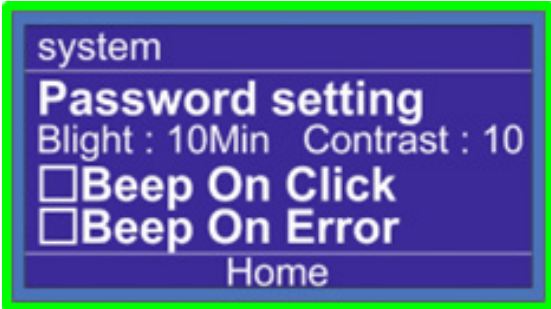 system
Password setting
Blight : 10Min Contrast : 10
☐Beep On Click
☐Beep On Error
Home